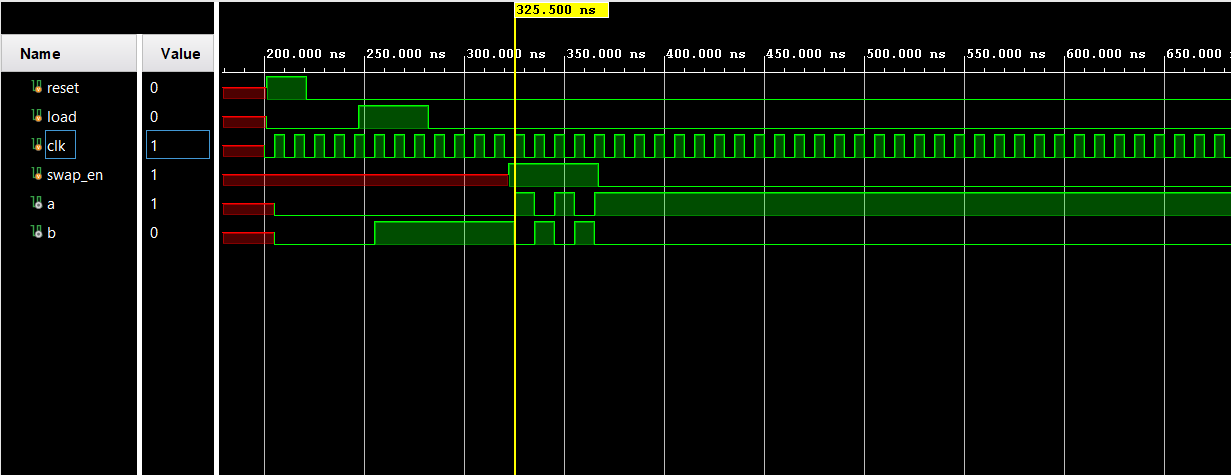 325.500 ns
Name Value
200.000 ns 250.000 ns 300.000 ns 350.000 ns 400.000 ns 450.000 ns 500.000 ns 550.000 ns 600.000 ns 650.000
reset 0
load 0
clk 1
swap_en 1
a 1
b 0